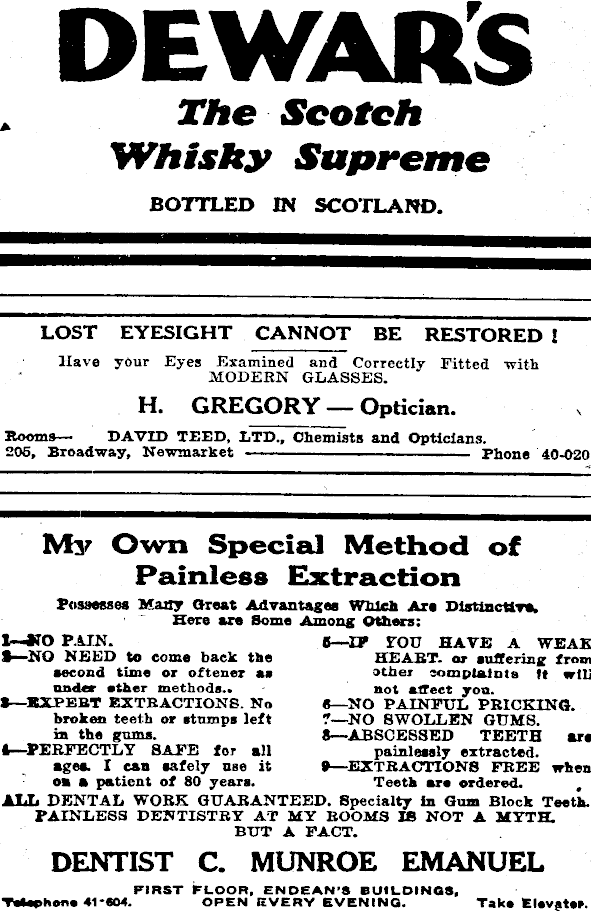 DEWAR'S
The Scotch
Whisky Supreme
BOTTLED IN SCOTLAND.
LOST EYESIGHT CANNOT BE RESTORED !
Have your Eyes Examined and Correctly Fitted with
MODERN GLASSES.
H. GREGORY — Optician.
Rooms— DAVID TEED, LTD., Chemists and Opticians.
205, Broadway, Newmarket ——— Phone 40-020
My Own Special Method of
Painless Extraction
Possesses Many Great Advantages Which Are Distinctive.
Here are Some Among Others:
1—NO PAIN.
2—NO NEED to come back the
second time or oftener as
under other methods..
3—EXPERT EXTRACTIONS. No
broken teeth or stumps left
in the gums.
4—PERFECTLY SAFE for all
ages. I can safely use it
on a patient of 80 years.
5—IF YOU HAVE A WEAK
HEART. or suffering from
other complaints it will
not affect you.
6—NO PAINFUL PRICKING.
7—NO SWOLLEN GUMS.
8—ABSCESSED TEETH are
painlessly extracted.
9—EXTRACTIONS FREE when
Teeth are ordered.
ALL DENTAL WORK GUARANTEED. Specialty in Gum Block Teeth.
PAINLESS DENTISTRY AT MY ROOMS IS NOT A MYTH.
BUT A FACT.
DENTIST C. MUNROE EMANUEL
FIRST FLOOR, ENDEAN'S BUILDINGS,
Telephone 41-604. OPEN EVERY EVENING. Take Elevater.